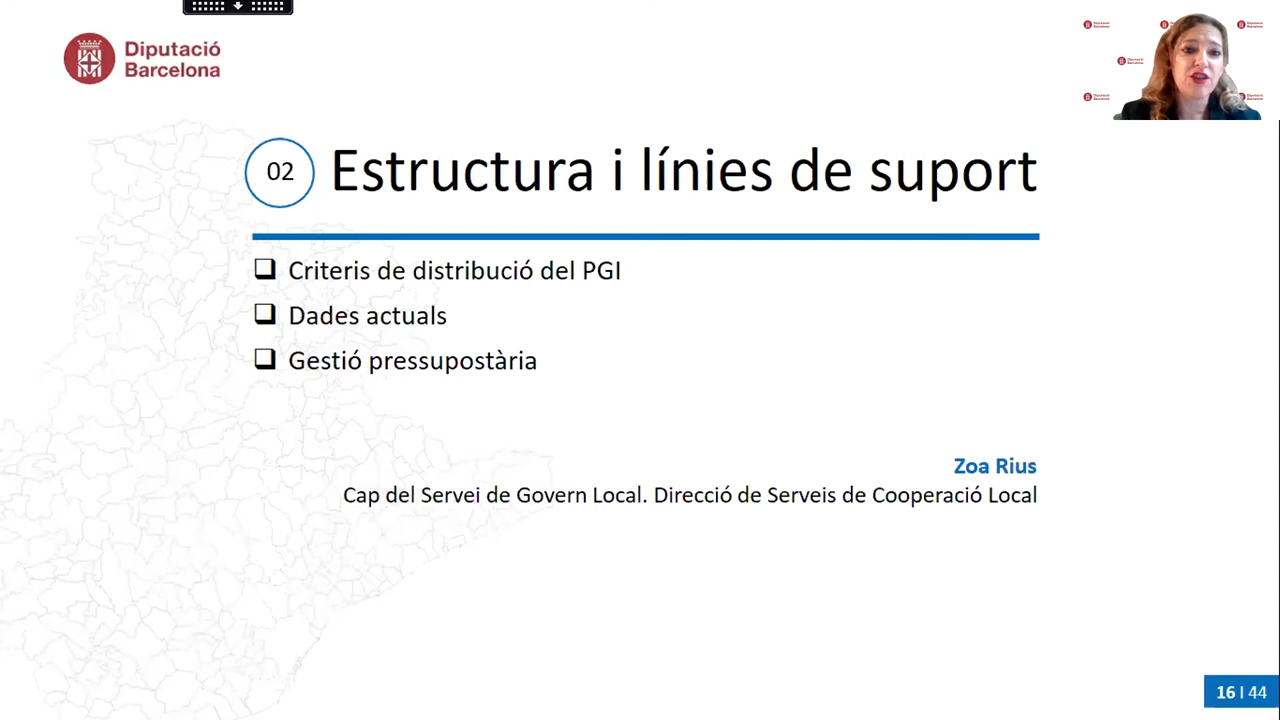 Diputació
Barcelona
02
Estructura i línies de suport
Criteris de distribució del PGI
Dades actuals
Gestió pressupostària
Zoa Rius
Cap del Servei de Govern Local. Direcció de Serveis de Cooperació Local
16 | 44